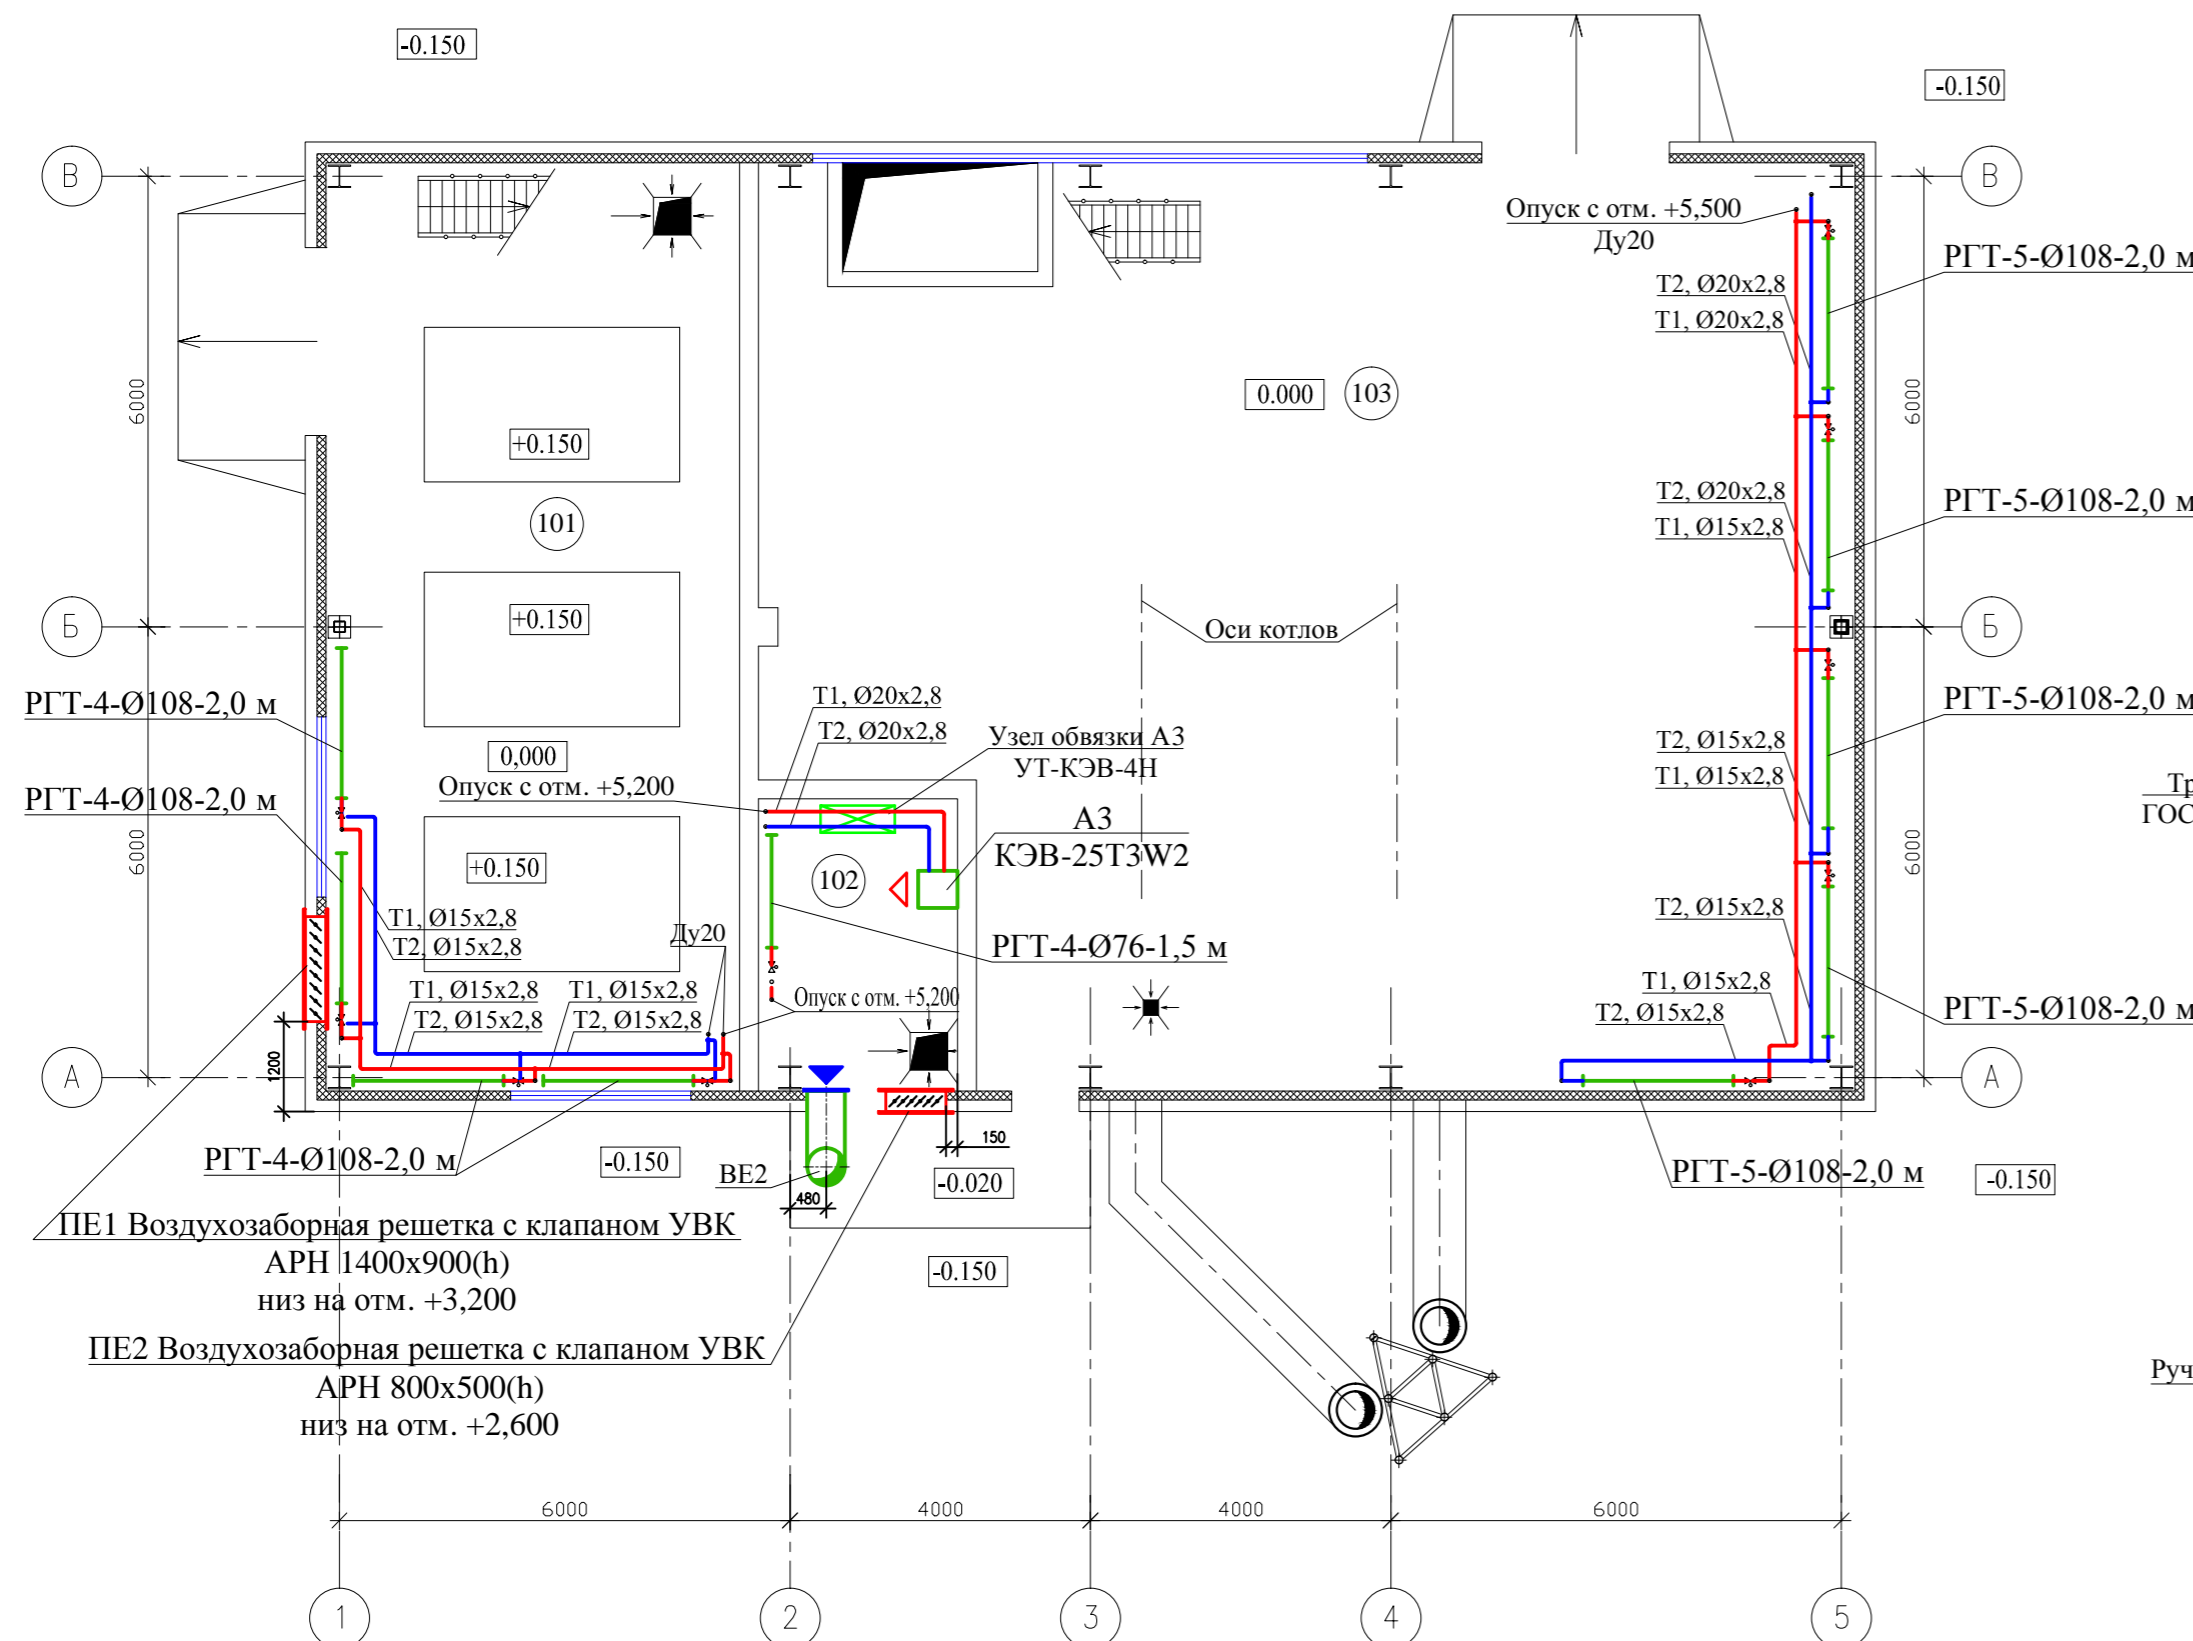 -0.150
-0.150
В
В
Опуск с отм. +5,500
Ду20
РГТ-5-Ø108-2,0 м
Т2, Ø20х2,8
Т1, Ø20х2,8
6000
6000
0.000
103
+0.150
101
Т2, Ø20х2,8
Т1, Ø15х2,8
РГТ-5-Ø108-2,0 м
+0.150
Б
Б
Оси котлов
РГТ-4-Ø108-2,0 м
Т1, Ø20х2,8
Т2, Ø20х2,8
Узел обвязки А3
УТ-КЭВ-4Н
РГТ-5-Ø108-2,0 м
Т2, Ø15х2,8
Т1, Ø15х2,8
0,000
Опуск с отм. +5,200
РГТ-4-Ø108-2,0 м
Тр
ГОС
А3
КЭВ-25Т3W2
6000
6000
+0.150
102
Т1, Ø15х2,8
Т2, Ø15х2,8
Ду20
РГТ-4-Ø76-1,5 м
Т2, Ø15х2,8
Т1, Ø15х2,8
Т2, Ø15х2,8
Т1, Ø15х2,8
Т2, Ø15х2,8
Опуск с отм. +5,200
Т1, Ø15х2,8
Т2, Ø15х2,8
РГТ-5-Ø108-2,0 м
1200
А
А
150
РГТ-4-Ø108-2,0 м
-0.150
ВЕ2
480
-0.020
РГТ-5-Ø108-2,0 м
-0.150
ПЕ1 Воздухозаборная решетка с клапаном УВК
АРН 1400х900(h)
низ на отм. +3,200
-0.150
ПЕ2 Воздухозаборная решетка с клапаном УВК
АРН 800х500(h)
низ на отм. +2,600
Руч
6000
4000
4000
6000
1
2
3
4
5